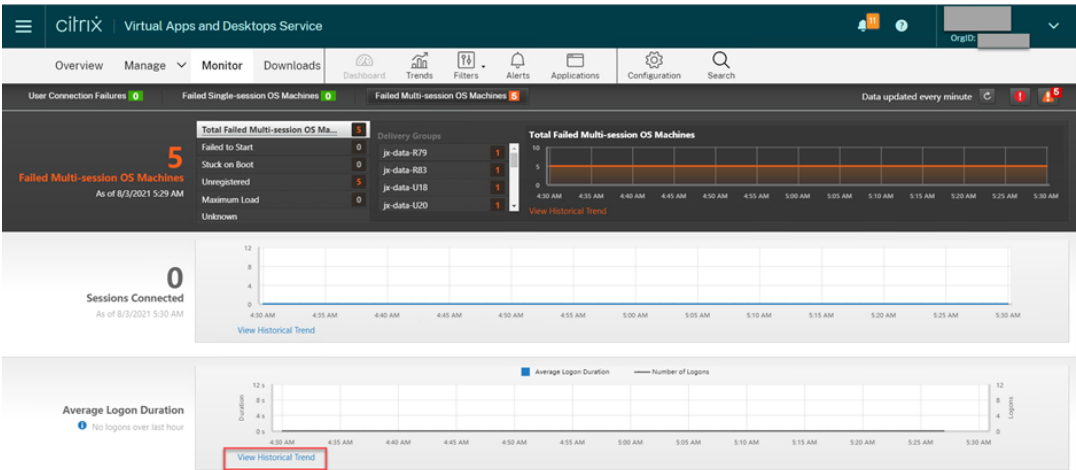 citrix Virtual Apps and Desktops Service 11 ?
OrgID:
Overview Manage Monitor Downloads Dashboard Trends Filters Alerts Applications Configuration Search
User Connection Failures 0 Failed Single-session OS Machines 0 Failed Multi-session OS Machines 5 Data updated every minute ! 5
5
Failed Multi-session OS Machines
As of 8/3/2021 5:29 AM
Total Failed Multi-session OS Ma... 5
Failed to Start 0
Stuck on Boot 0
Unregistered 5
Maximum Load 0
Unknown
Delivery Groups
jx-data-R79 1
jx-data-R83 1
jx-data-U18 1
jx-data-U20 1
Total Failed Multi-session OS Machines
10
5
0
4:30 AM 4:35 AM 4:40 AM 4:45 AM 4:50 AM 4:55 AM 5:00 AM 5:05 AM 5:10 AM 5:15 AM 5:20 AM 5:25 AM 5:30 AM
View Historical Trend
0
Sessions Connected
As of 8/3/2021 5:30 AM
12
8
4
0
4:30 AM 4:35 AM 4:40 AM 4:45 AM 4:50 AM 4:55 AM 5:00 AM 5:05 AM 5:10 AM 5:15 AM 5:20 AM 5:25 AM 5:30 AM
View Historical Trend
Average Logon Duration
i No logons over last hour
Average Logon Duration Number of Logons
Duration
12 s
8 s
4 s
0 s
12
8
4
0
Logons
4:30 AM 4:35 AM 4:40 AM 4:45 AM 4:50 AM 4:55 AM 5:00 AM 5:05 AM 5:10 AM 5:15 AM 5:20 AM 5:25 AM 5:30 AM
View Historical Trend